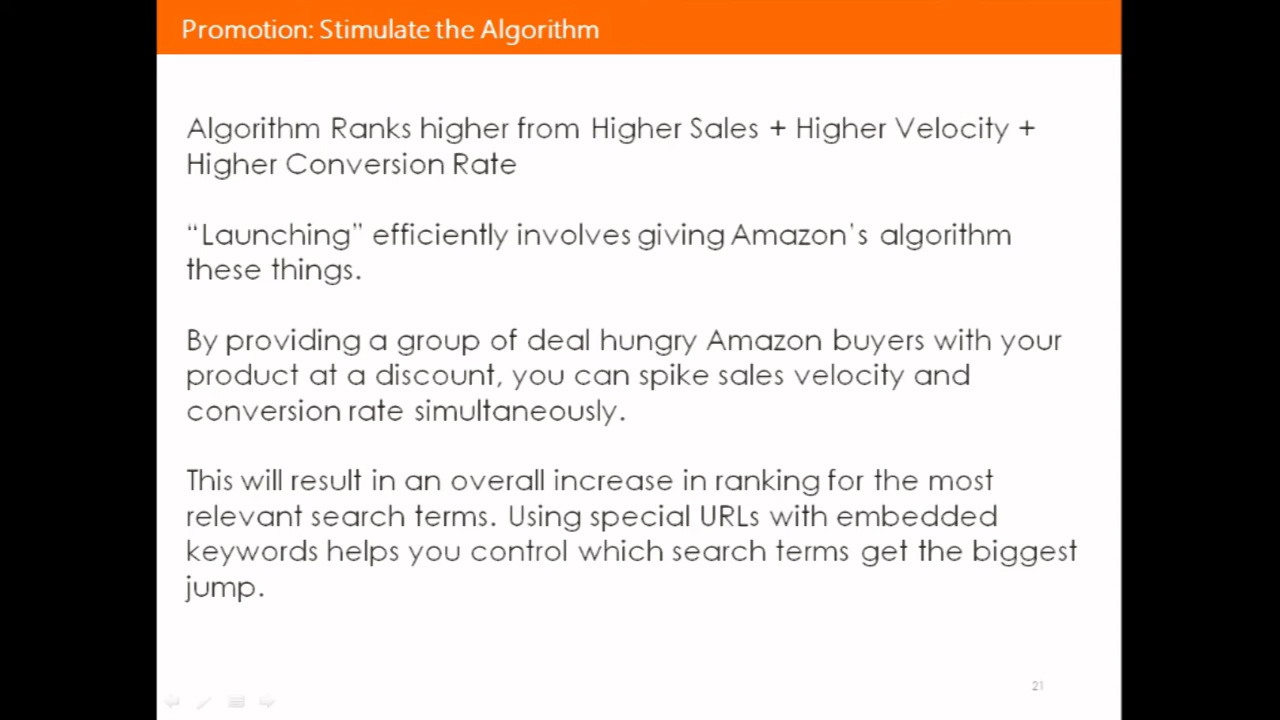 Promotion: Stimulate the Algorithm
Algorithm Ranks higher from Higher Sales + Higher Velocity +
Higher Conversion Rate
“Launching” efficiently involves giving Amazon's algorithm
these things.
By providing a group of deal hungry Amazon buyers with your
product at a discount, you can spike sales velocity and
conversion rate simultaneously.
This will result in an overall increase in ranking for the most
relevant search terms. Using special URLs with embedded
keywords helps you control which search terms get the biggest
jump.
21